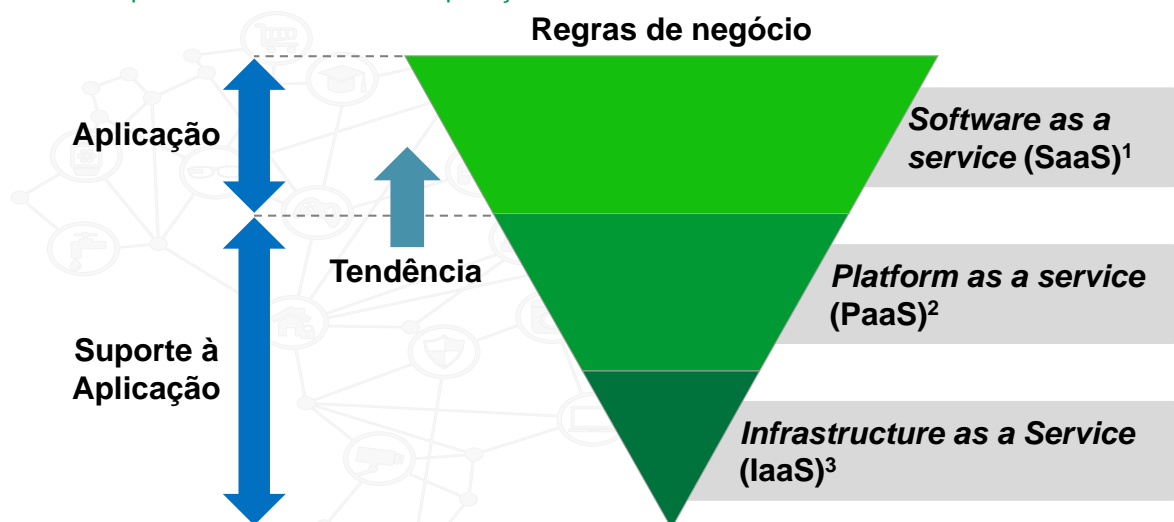 Regras de negócio
Aplicação
Software as a
service (SaaS)¹
Tendência
Platform as a service
(PaaS)²
Suporte à
Aplicação
Infrastructure as a Service
(IaaS)³